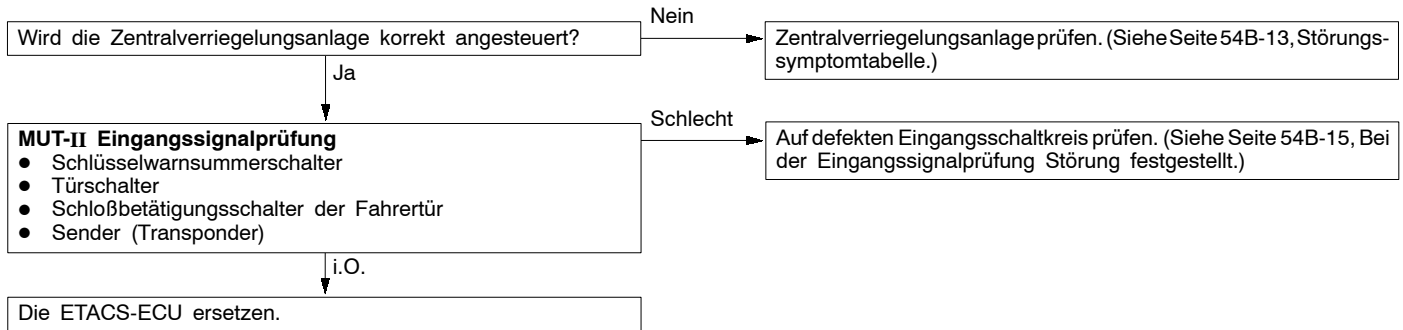 Nein
Wird die Zentralverriegelungsanlage korrekt angesteuert?
Zentralverriegelungsanlage prüfen. (Siehe Seite 54B-13, Störungs-
symptomtabelle.)
Ja
Schlecht
MUT-II Eingangssignalprüfung
● Schlüsselwarnsummerschalter
● Türschalter
● Schloßbetätigungsschalter der Fahrertür
● Sender (Transponder)
Auf defekten Eingangsschaltkreis prüfen. (Siehe Seite 54B-15, Bei
der Eingangssignalprüfung Störung festgestellt.)
i.O.
Die ETACS-ECU ersetzen.